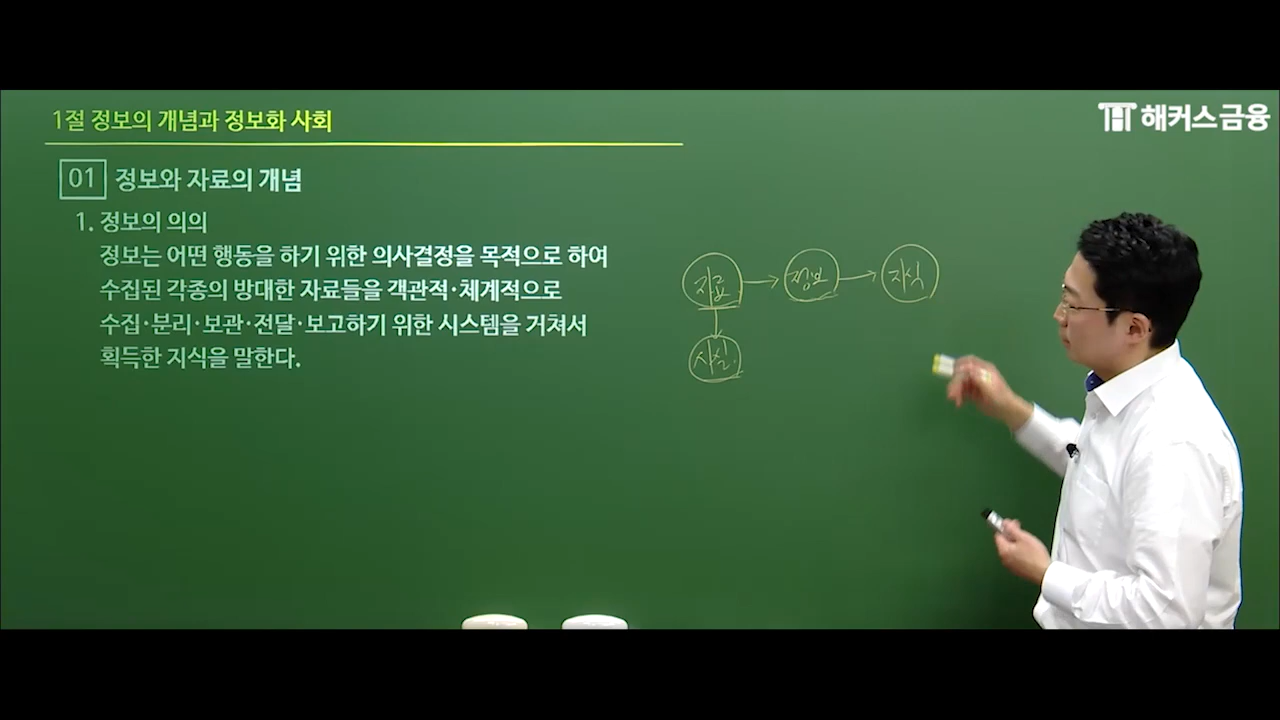 1절 정보의 개념과 정보화 사회
해커스금융
01 정보와 자료의 개념
1. 정보의 의의
정보는 어떤 행동을 하기 위한 의사결정을 목적으로 하여
수집된 각종의 방대한 자료들을 객관적·체계적으로
수집·분리·보관·전달·보고하기 위한 시스템을 거쳐서
획득한 지식을 말한다.
자료 → 정보 → 지식
사실.